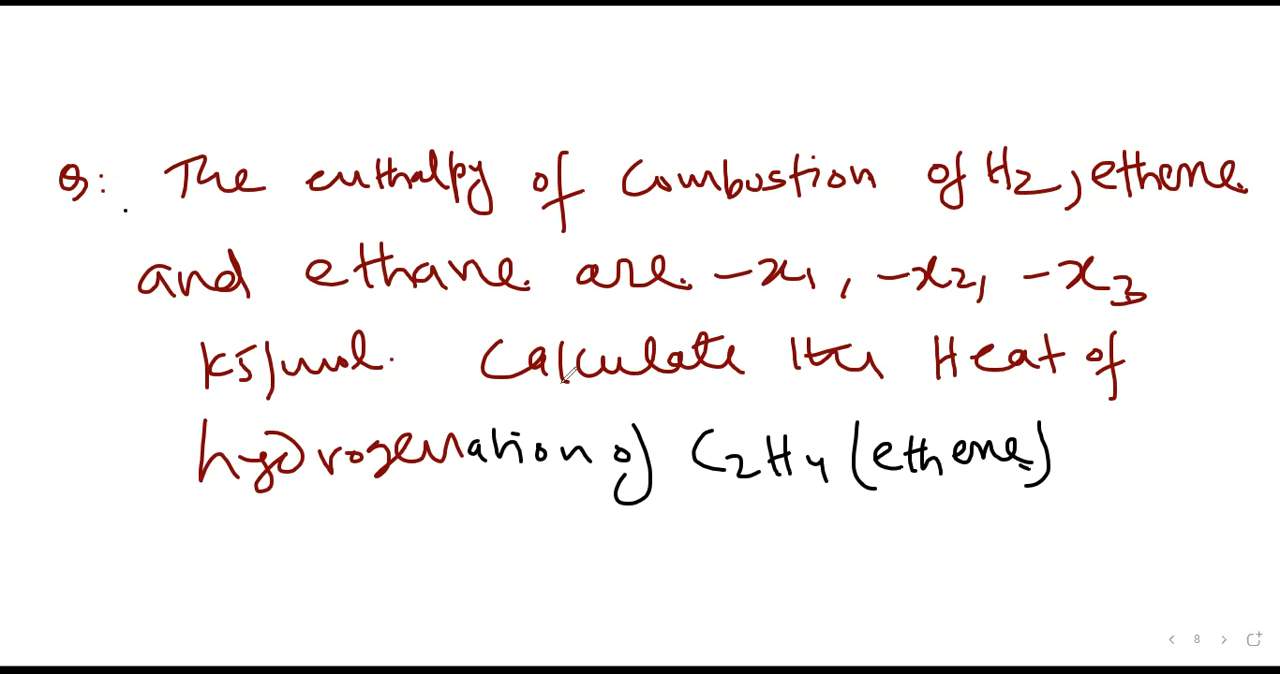 Q: The enthalpy of Combustion of H2, ethene
and ethane are -x1, -x2, -x3
KJ/mol. Calculate the Heat of
hydrogenation of C2H4 (ethene)
8